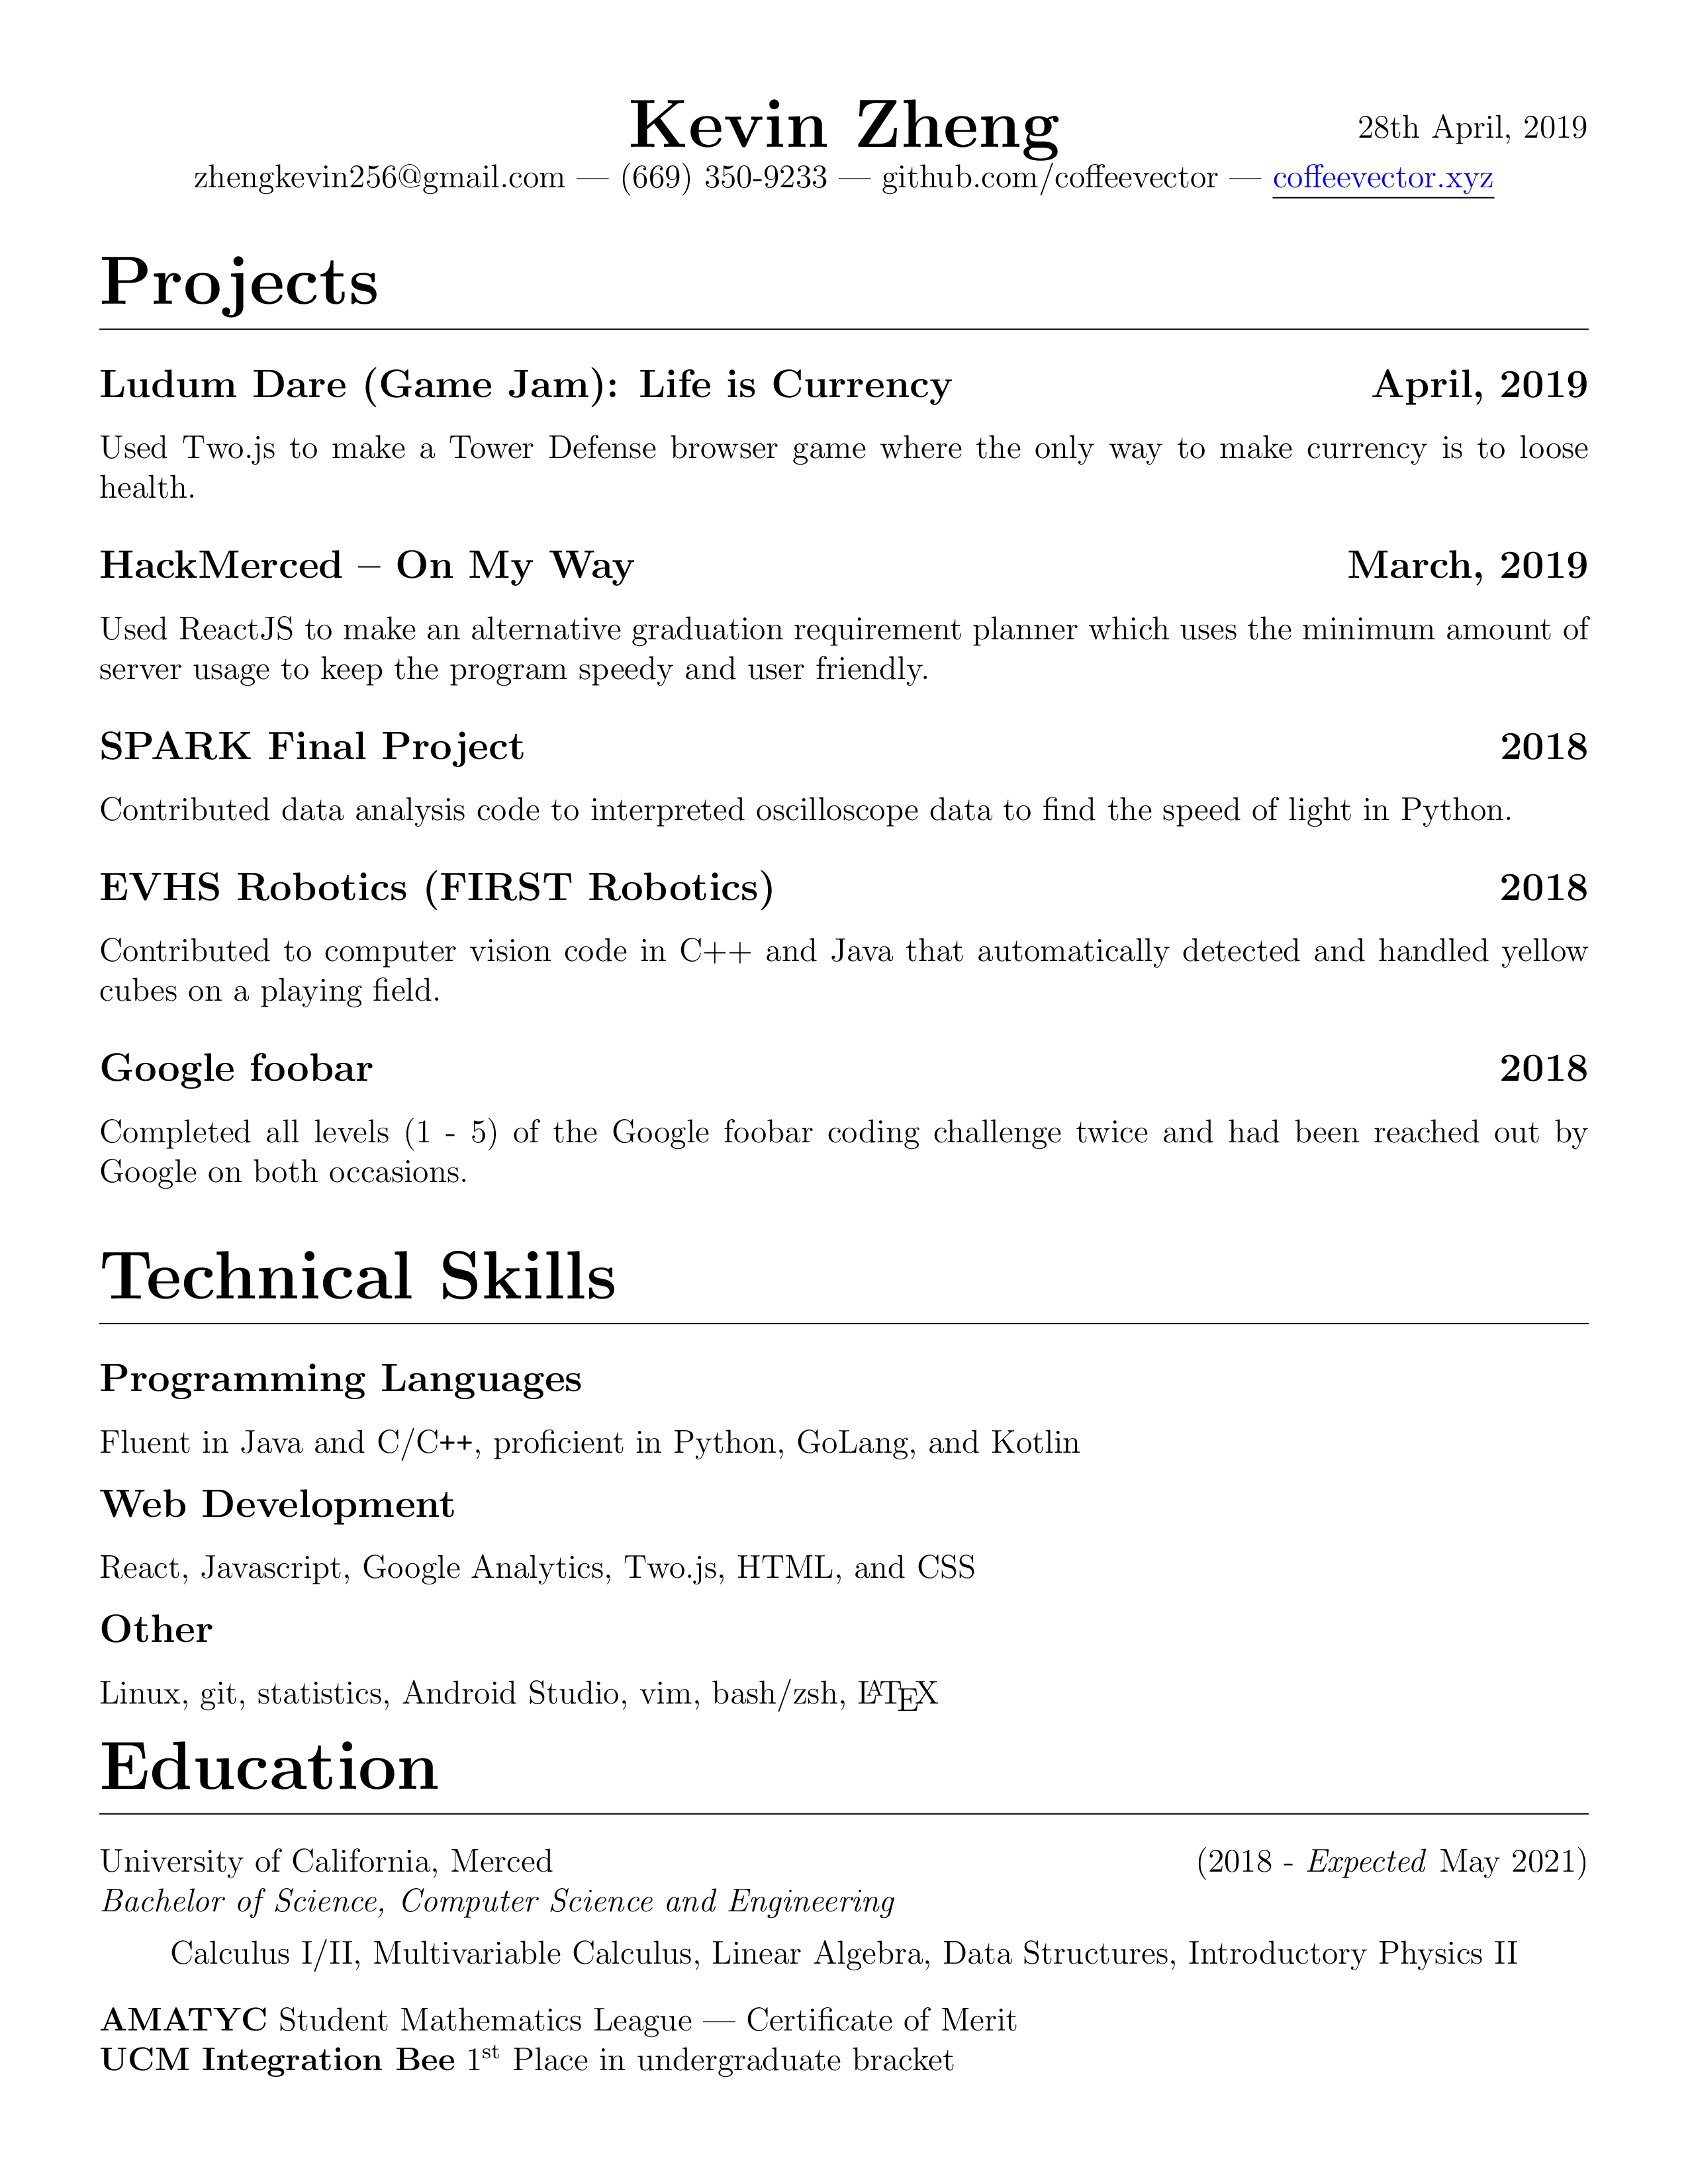 Kevin Zheng 28th April, 2019
zhengkevin256@gmail.com — (669) 350-9233 — github.com/coffeevector — coffeevector.xyz
Projects
Ludum Dare (Game Jam): Life is Currency April, 2019
Used Two.js to make a Tower Defense browser game where the only way to make currency is to loose
health.
HackMerced – On My Way March, 2019
Used ReactJS to make an alternative graduation requirement planner which uses the minimum amount of
server usage to keep the program speedy and user friendly.
SPARK Final Project 2018
Contributed data analysis code to interpreted oscilloscope data to find the speed of light in Python.
EVHS Robotics (FIRST Robotics) 2018
Contributed to computer vision code in C++ and Java that automatically detected and handled yellow
cubes on a playing field.
Google foobar 2018
Completed all levels (1 - 5) of the Google foobar coding challenge twice and had been reached out by
Google on both occasions.
Technical Skills
Programming Languages
Fluent in Java and C/C++, proficient in Python, GoLang, and Kotlin
Web Development
React, Javascript, Google Analytics, Two.js, HTML, and CSS
Other
Linux, git, statistics, Android Studio, vim, bash/zsh, LATEX
Education
University of California, Merced (2018 - Expected May 2021)
Bachelor of Science, Computer Science and Engineering
Calculus I/II, Multivariable Calculus, Linear Algebra, Data Structures, Introductory Physics II
AMATYC Student Mathematics League — Certificate of Merit
UCM Integration Bee 1st Place in undergraduate bracket